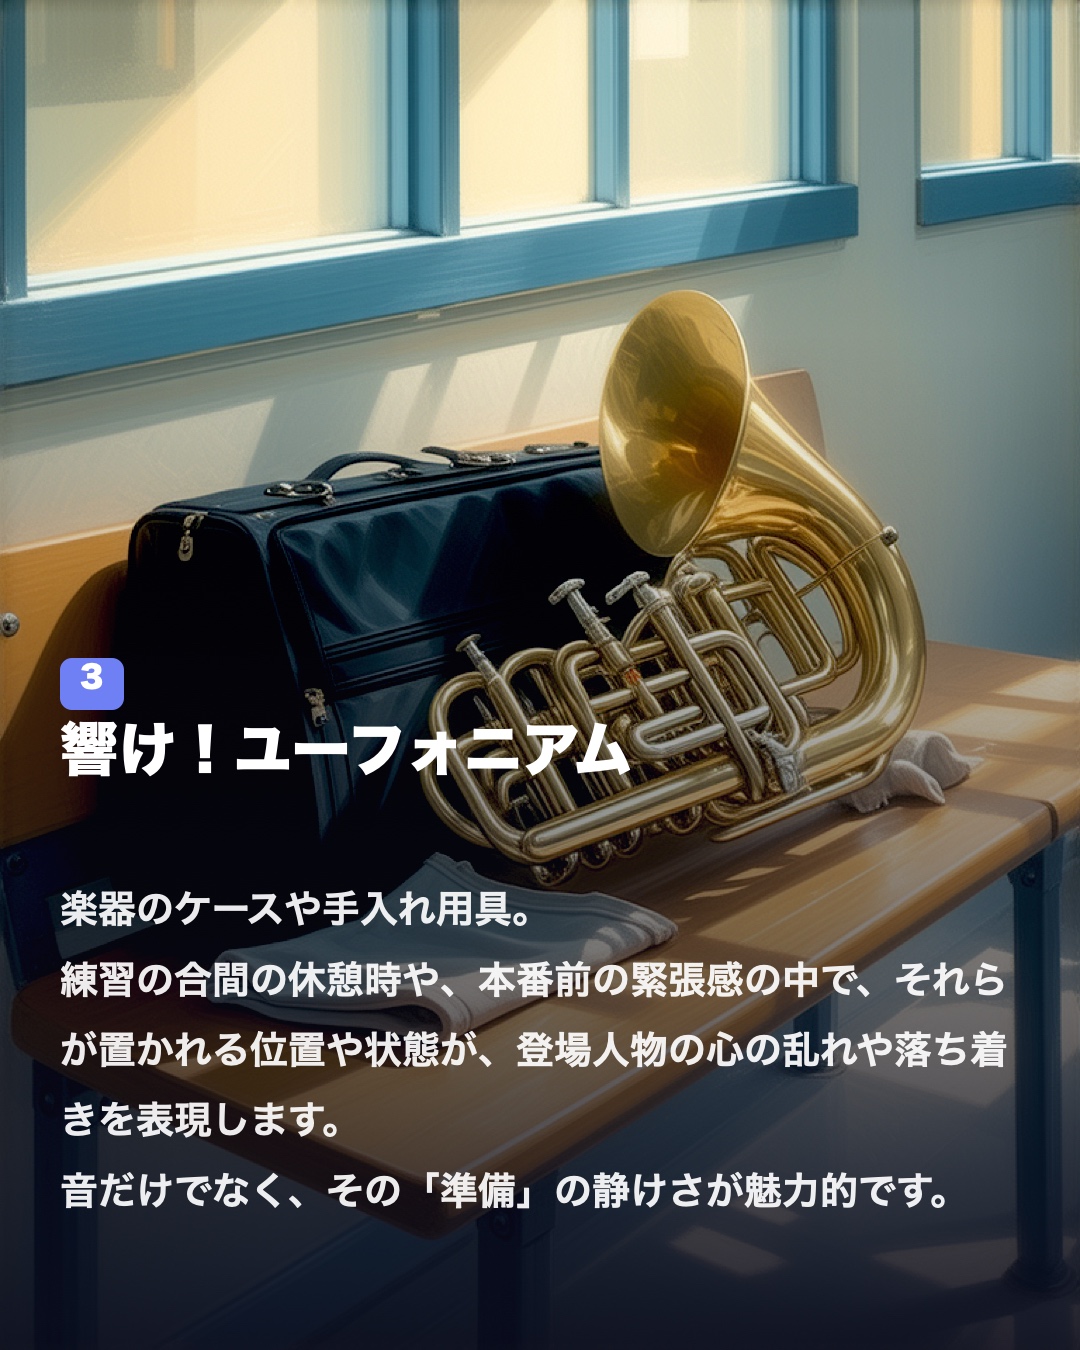 3
響け！ユーフォニアム
楽器のケースや手入れ用具。
練習の合間の休憩時や、本番前の緊張感の中で、それら
が置かれる位置や状態が、登場人物の心の乱れや落ち着
きを表現します。
音だけでなく、その「準備」の静けさが魅力的です。